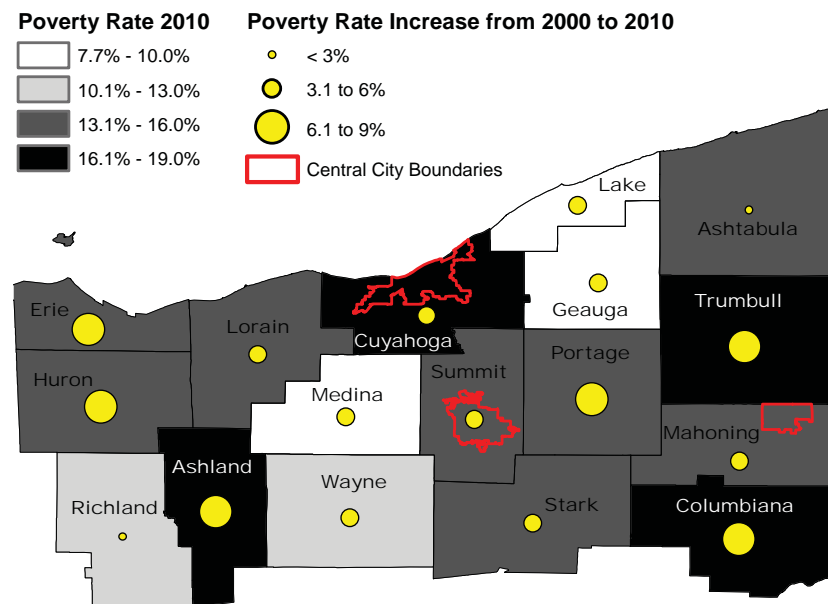 Poverty Rate 2010
7.7% - 10.0%
10.1% - 13.0%
13.1% - 16.0%
16.1% - 19.0%
Poverty Rate Increase from 2000 to 2010
< 3%
3.1 to 6%
6.1 to 9%
Central City Boundaries
Lake
Ashtabula
Geauga
Trumbull
Erie
Lorain
Cuyahoga
Huron
Medina
Summit
Portage
Mahoning
Ashland
Richland
Wayne
Stark
Columbiana